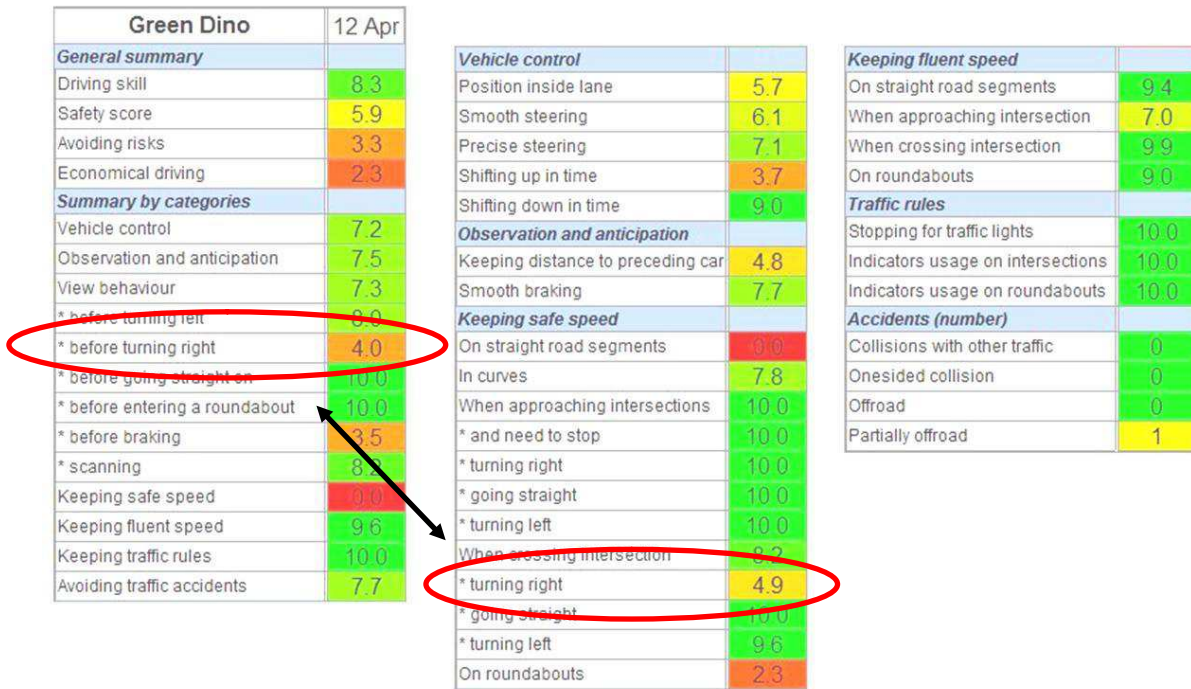 Green Dino 12 Apr
General summary
Driving skill 8.3
Safety score 5.9
Avoiding risks 3.3
Economical driving 2.3
Summary by categories
Vehicle control 7.2
Observation and anticipation 7.5
View behaviour 7.3
* before turning left 8.0
* before turning right 4.0
* before going straight on 10.0
* before entering a roundabout 10.0
* before braking 3.5
* scanning 8.2
Keeping safe speed 0.0
Keeping fluent speed 9.6
Keeping traffic rules 10.0
Avoiding traffic accidents 7.7
Vehicle control
Position inside lane 5.7
Smooth steering 6.1
Precise steering 7.1
Shifting up in time 3.7
Shifting down in time 9.0
Observation and anticipation
Keeping distance to preceding car 4.8
Smooth braking 7.7
Keeping safe speed
On straight road segments 0.0
In curves 7.8
When approaching intersections 10.0
* and need to stop 10.0
* turning right 10.0
* going straight 10.0
* turning left 10.0
When crossing intersection 8.2
* turning right 4.9
* going straight 10.0
* turning left 9.6
On roundabouts 2.3
Keeping fluent speed
On straight road segments 9.4
When approaching intersection 7.0
When crossing intersection 9.9
On roundabouts 9.0
Traffic rules
Stopping for traffic lights 10.0
Indicators usage on intersections 10.0
Indicators usage on roundabouts 10.0
Accidents (number)
Collisions with other traffic 0
Onesided collision 0
Offroad 0
Partially offroad 1